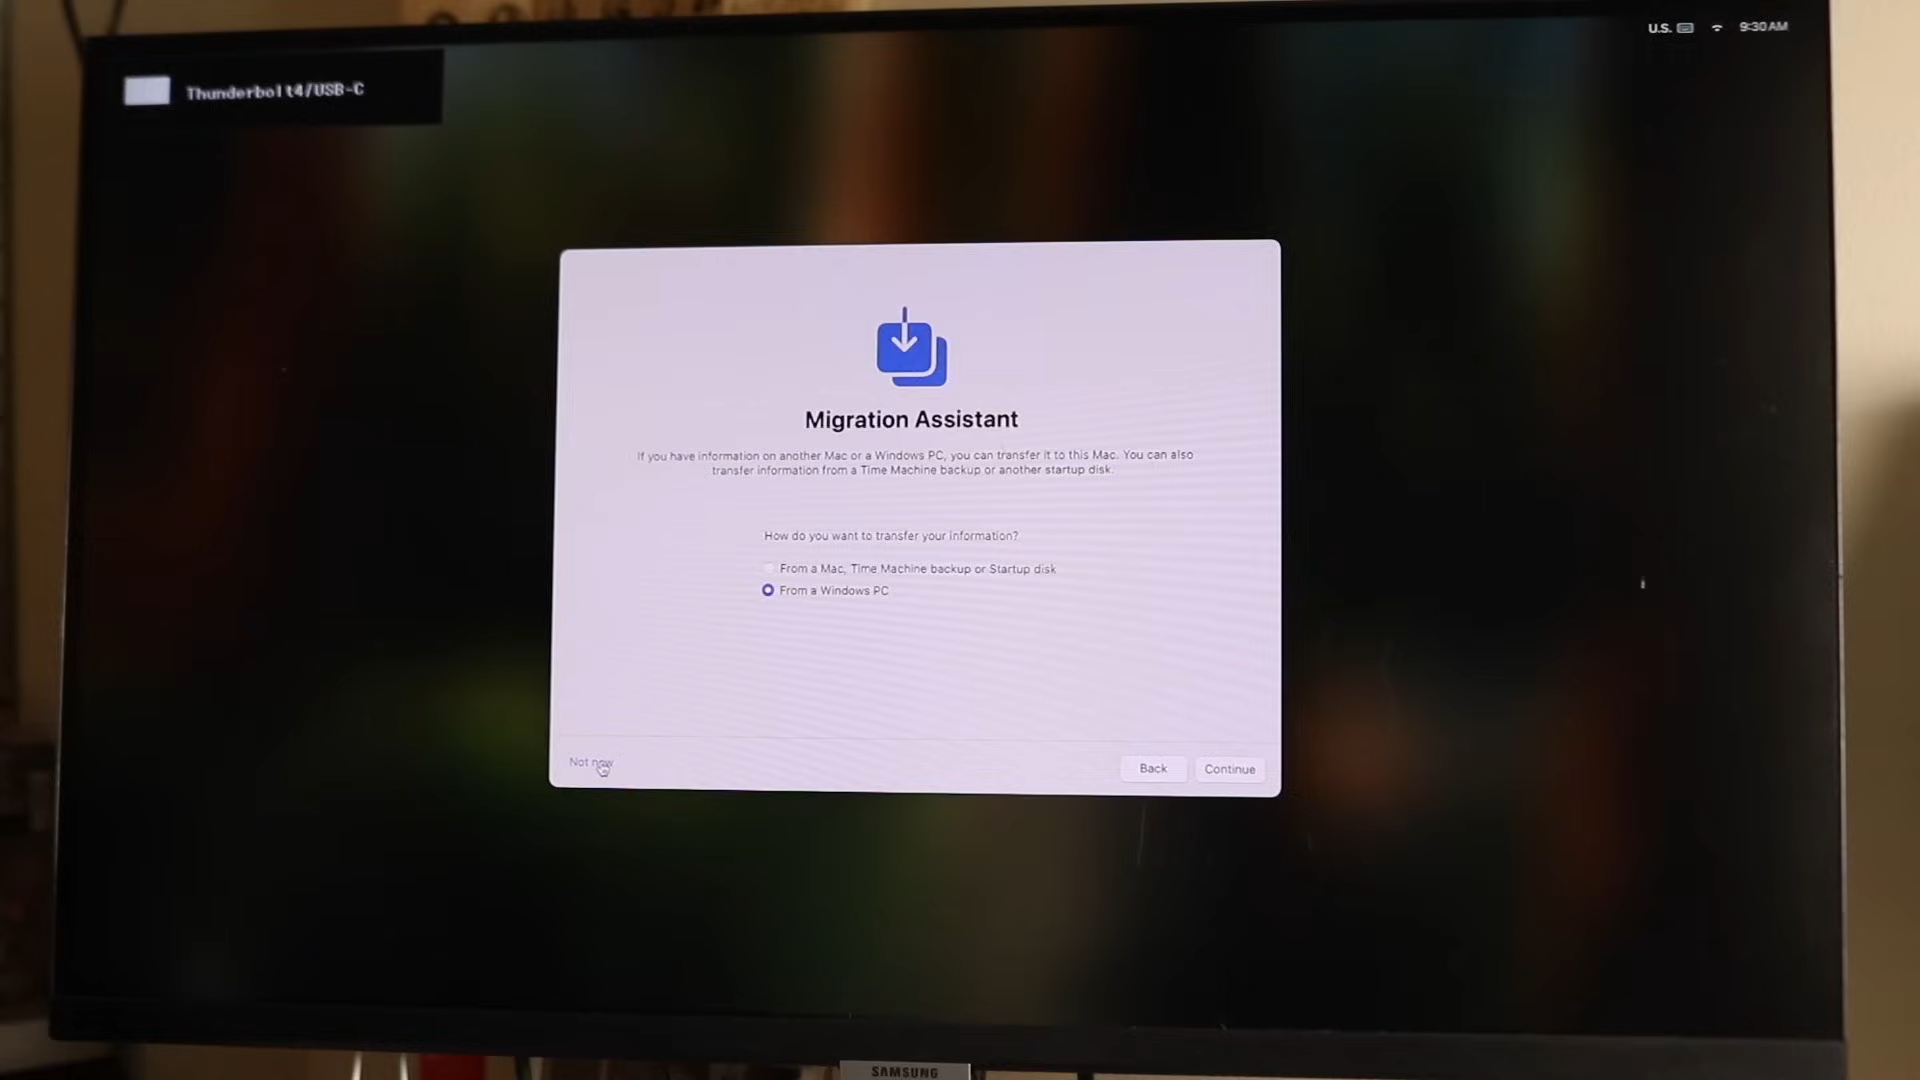 U.S. 9:30 AM
Thunderbolt4/USB-C
Migration Assistant
If you have information on another Mac or a Windows PC, you can transfer it to this Mac. You can also
transfer information from a Time Machine backup or another startup disk.
How do you want to transfer your information?
From a Mac, Time Machine backup or Startup disk
From a Windows PC
Not now
Back
Continue
SAMSUNG